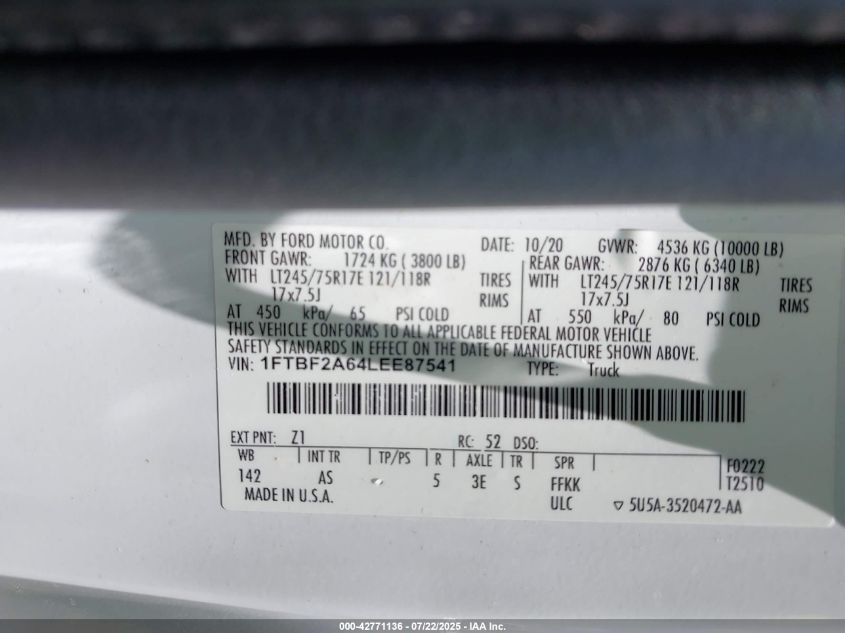 MFD. BY FORD MOTOR CO. DATE: 10/20 GVWR: 4536 KG (10000 LB)
FRONT GAWR: 1724 KG ( 3800 LB) REAR GAWR: 2876 KG ( 6340 LB)
WITH LT245/75R17E 121/118R TIRES WITH LT245/75R17E 121/118R TIRES
17x7.5J RIMS 17x7.5J RIMS
AT 450 kPa/ 65 PSI COLD AT 550 kPa/ 80 PSI COLD
THIS VEHICLE CONFORMS TO ALL APPLICABLE FEDERAL MOTOR VEHICLE
SAFETY STANDARDS IN EFFECT ON THE DATE OF MANUFACTURE SHOWN ABOVE.
VIN: 1FTBF2A64LEE87541 TYPE: Truck
EXT PNT: Z1 RC: 52 DSO:
WB INT TR TP/PS R AXLE TR SPR F0222
142 AS 5 3E S FFKK T2510
MADE IN U.S.A. ULC ▽ 5U5A-3520472-AA
000-42771136 - 07/22/2025 - IAA Inc.